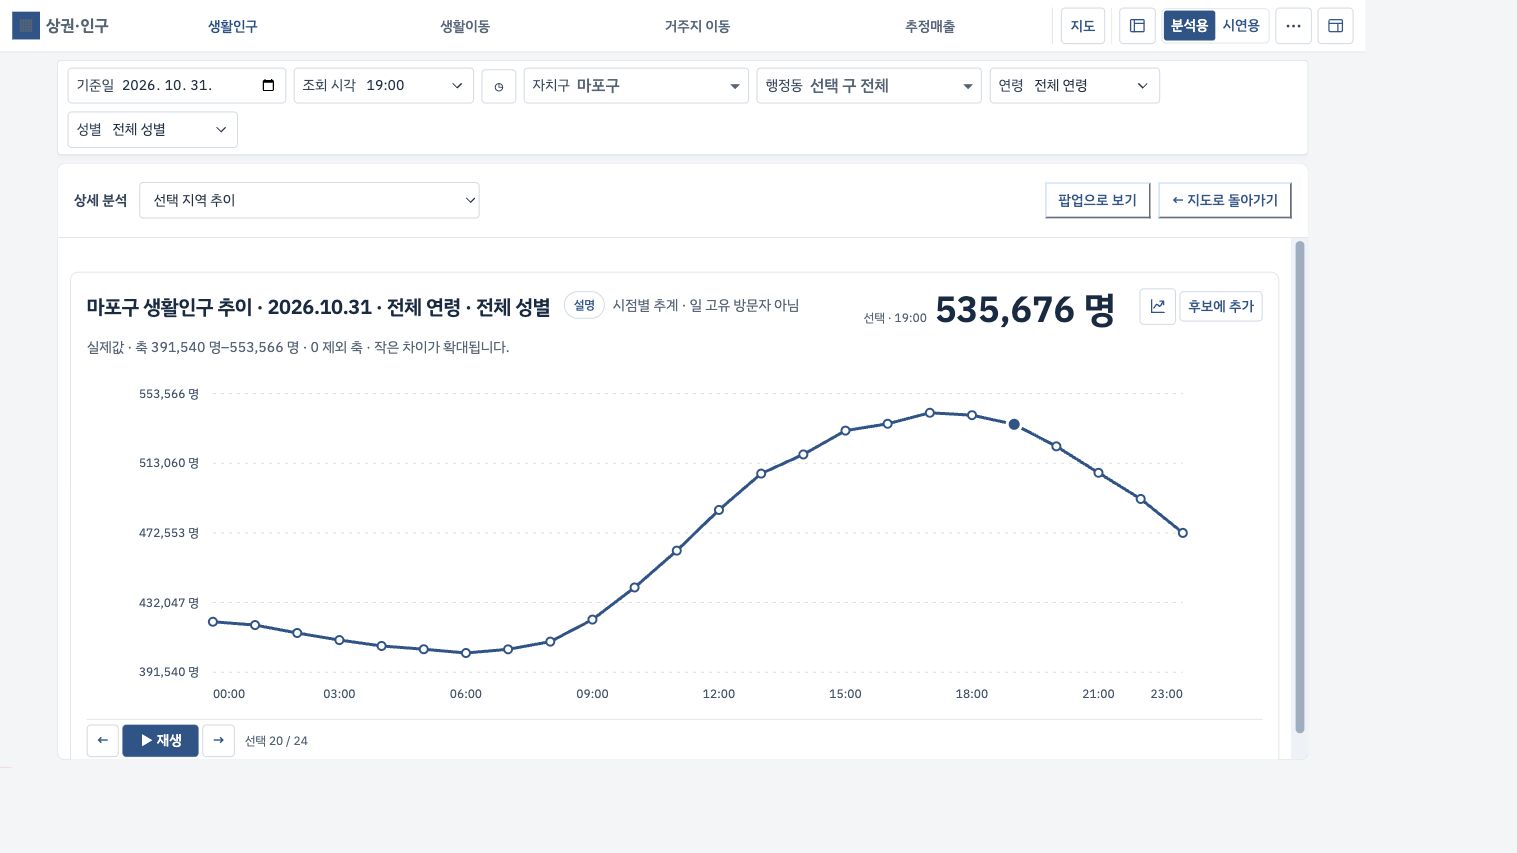 상권·인구 생활인구 생활이동 거주지 이동 추정매출 지도 분석용 시연용 ···
기준일 2026. 10. 31. 조회 시각 19:00 자치구 마포구 행정동 선택 구 전체 연령 전체 연령
성별 전체 성별
상세 분석 선택 지역 추이 팝업으로 보기 ← 지도로 돌아가기
마포구 생활인구 추이 · 2026.10.31 · 전체 연령 · 전체 성별 설명 시점별 추계 · 일 고유 방문자 아님 선택 · 19:00 535,676 명 후보에 추가
실제값 · 축 391,540 명–553,566 명 · 0 제외 축 · 작은 차이가 확대됩니다.
553,566 명
513,060 명
472,553 명
432,047 명
391,540 명
00:00 03:00 06:00 09:00 12:00 15:00 18:00 21:00 23:00
← ▶ 재생 → 선택 20 / 24